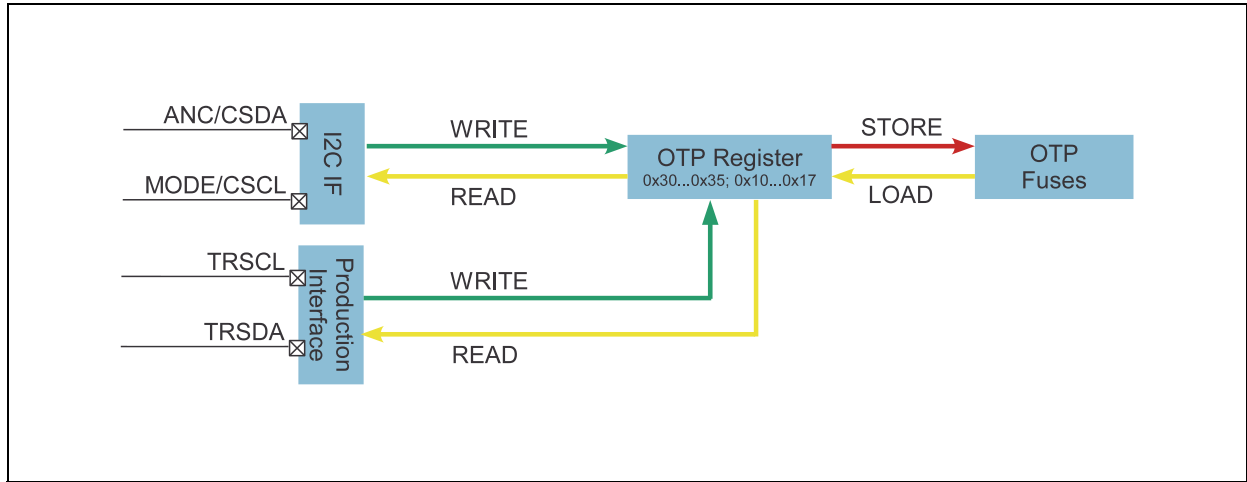 ANC/CSDA
MODE/CSCL
I2C IF
WRITE
READ
OTP Register
0x30...0x35; 0x10...0x17
STORE
LOAD
OTP
Fuses
TRSCL
TRSDA
Production
Interface
WRITE
READ